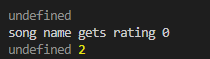 undefined
song name gets rating 0
undefined 2